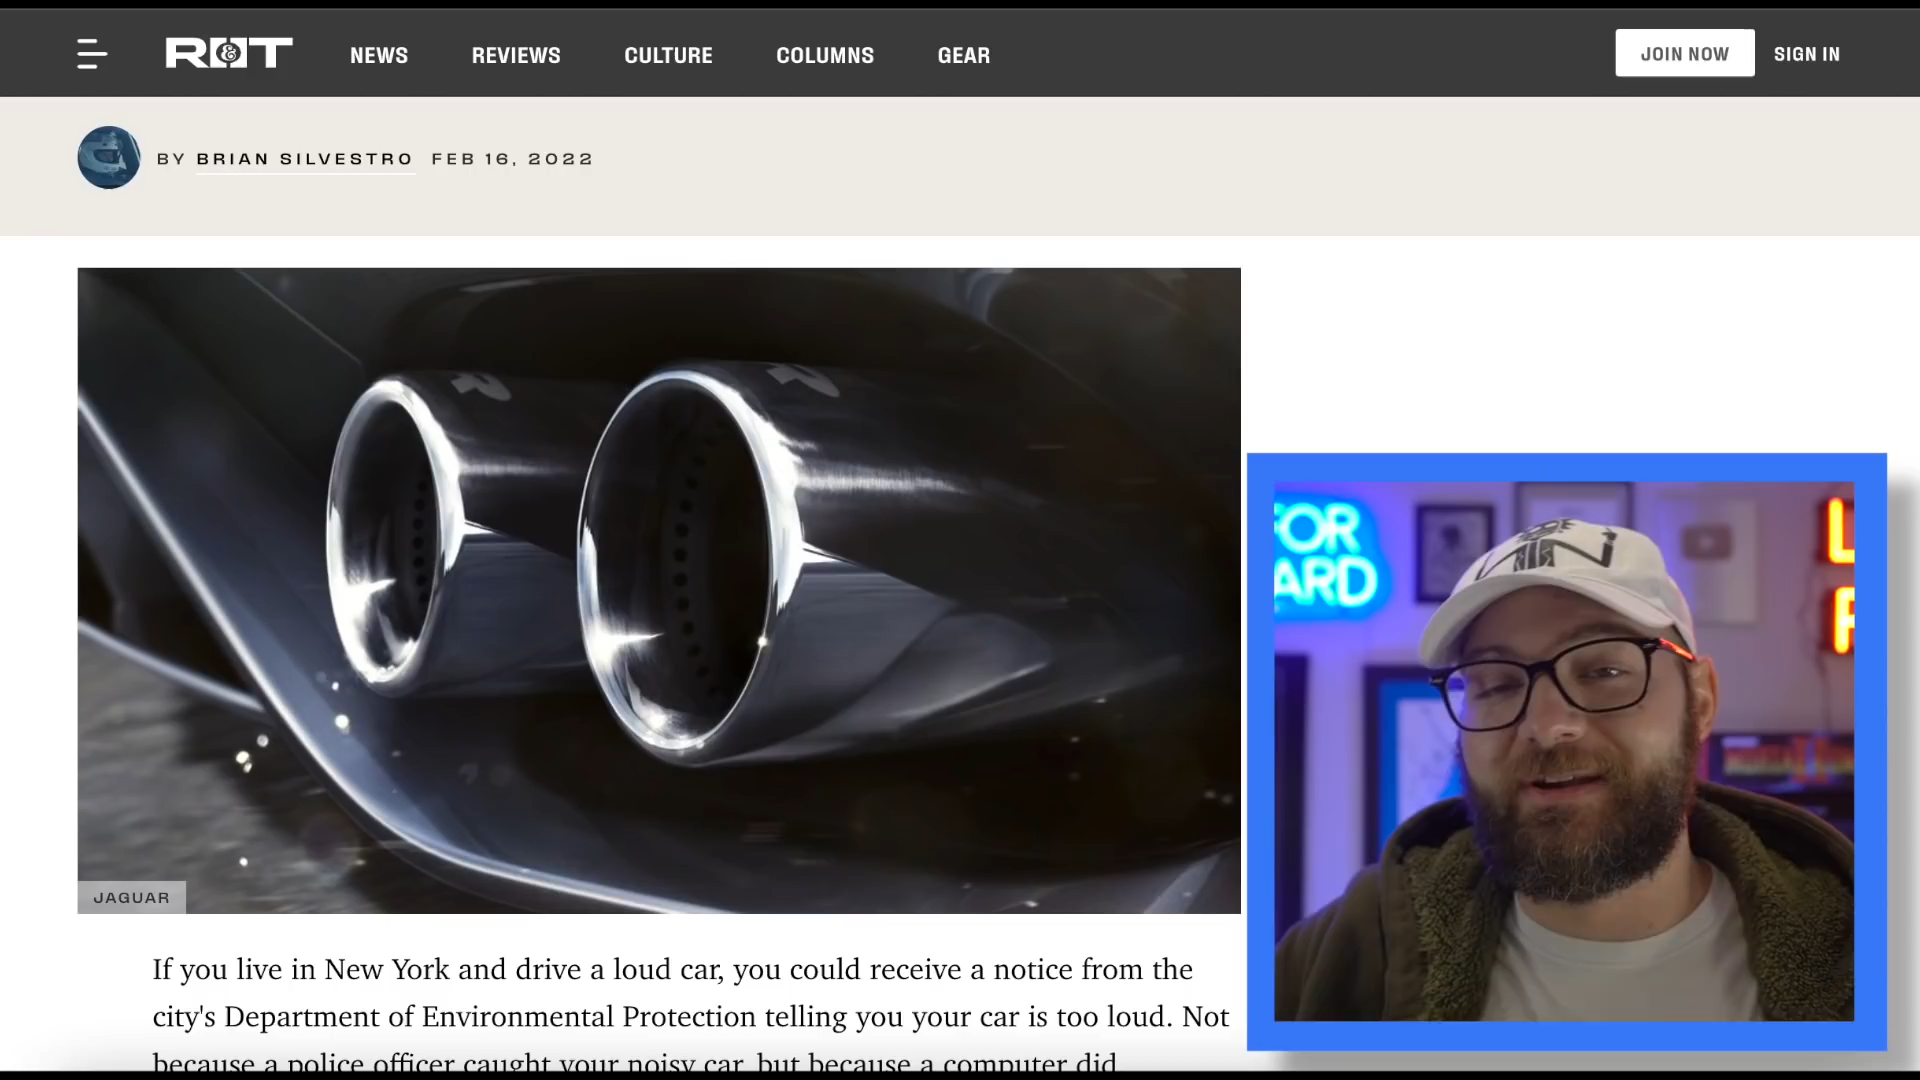 R&T
NEWS
REVIEWS
CULTURE
COLUMNS
GEAR
JOIN NOW
SIGN IN
BY BRIAN SILVESTRO FEB 16, 2022
JAGUAR
If you live in New York and drive a loud car, you could receive a notice from the
city's Department of Environmental Protection telling you your car is too loud. Not
because a police officer caught your noisy car, but because a computer did.
FOR
ARD